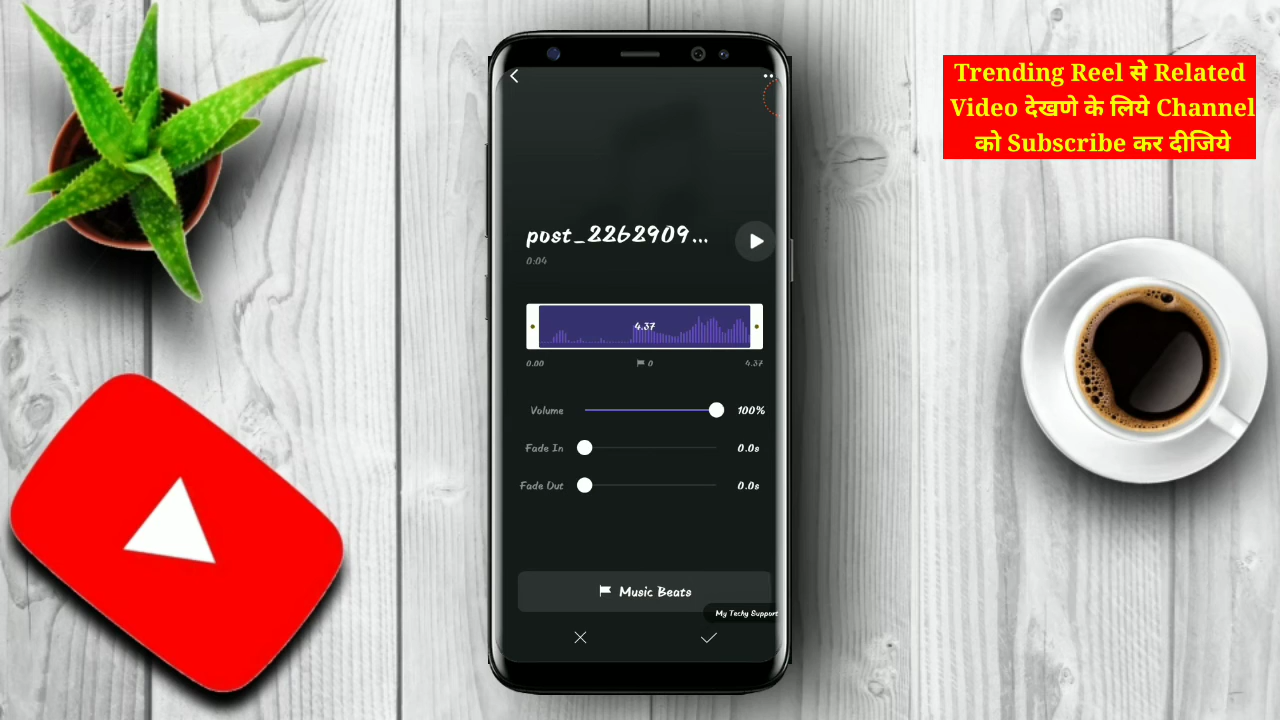 Trending Reel से Related
Video देखणे के लिये Channel
को Subscribe कर दीजिये
post_2262909...
0:04
4.37
0.00 0 4.37
Volume 100%
Fade In 0.0s
Fade Out 0.0s
Music Beats
My Techy Support